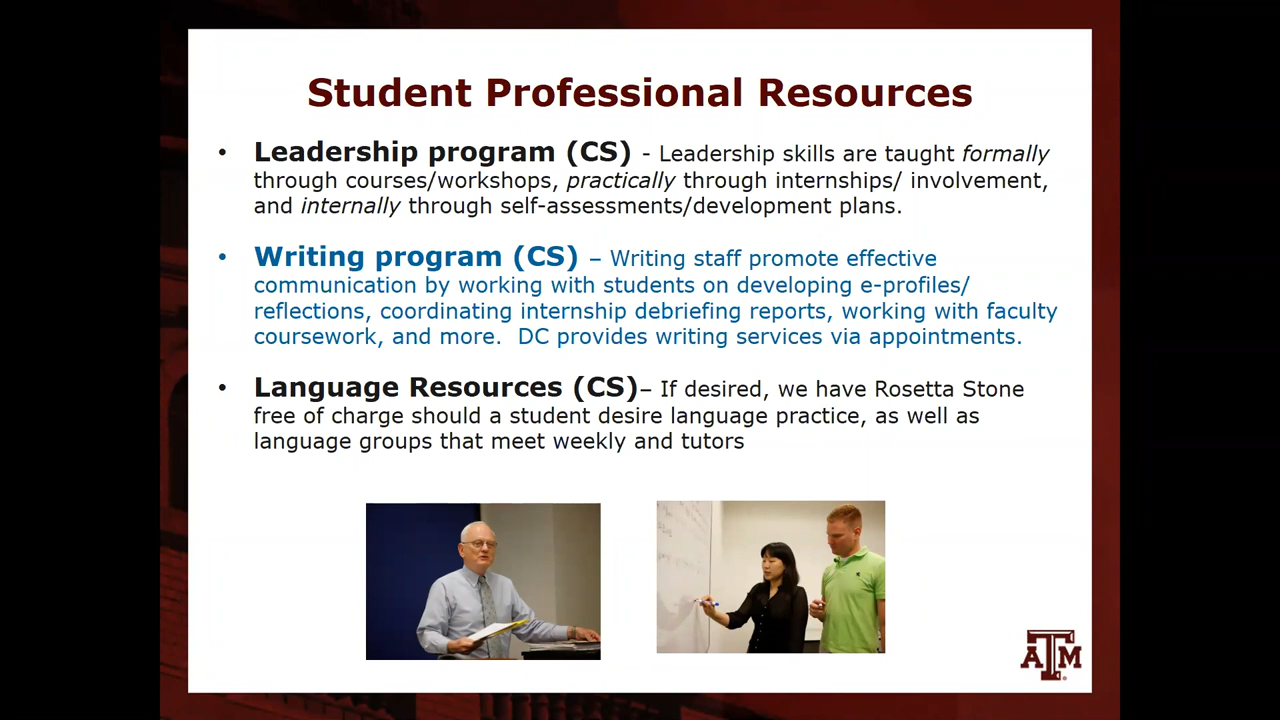 Student Professional Resources
• Leadership program (CS) - Leadership skills are taught formally
through courses/workshops, practically through internships/ involvement,
and internally through self-assessments/development plans.
• Writing program (CS) – Writing staff promote effective
communication by working with students on developing e-profiles/
reflections, coordinating internship debriefing reports, working with faculty
coursework, and more.  DC provides writing services via appointments.
• Language Resources (CS)– If desired, we have Rosetta Stone
free of charge should a student desire language practice, as well as
language groups that meet weekly and tutors
ATM